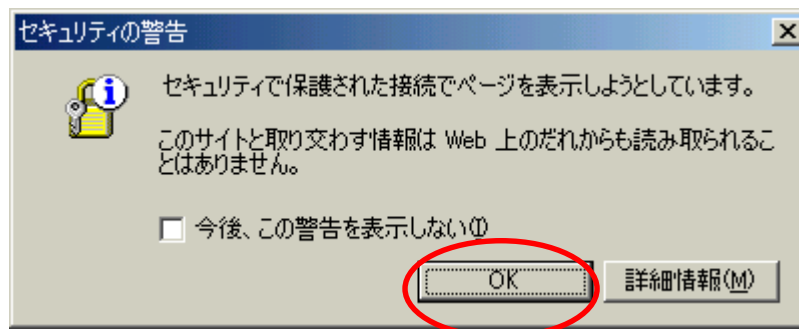 セキュリティの警告
セキュリティで保護された接続でページを表示しようとしています。
このサイトと取り交わす情報は Web 上のだれからも読み取られるこ
とはありません。
今後、この警告を表示しない(I)
OK
詳細情報(M)